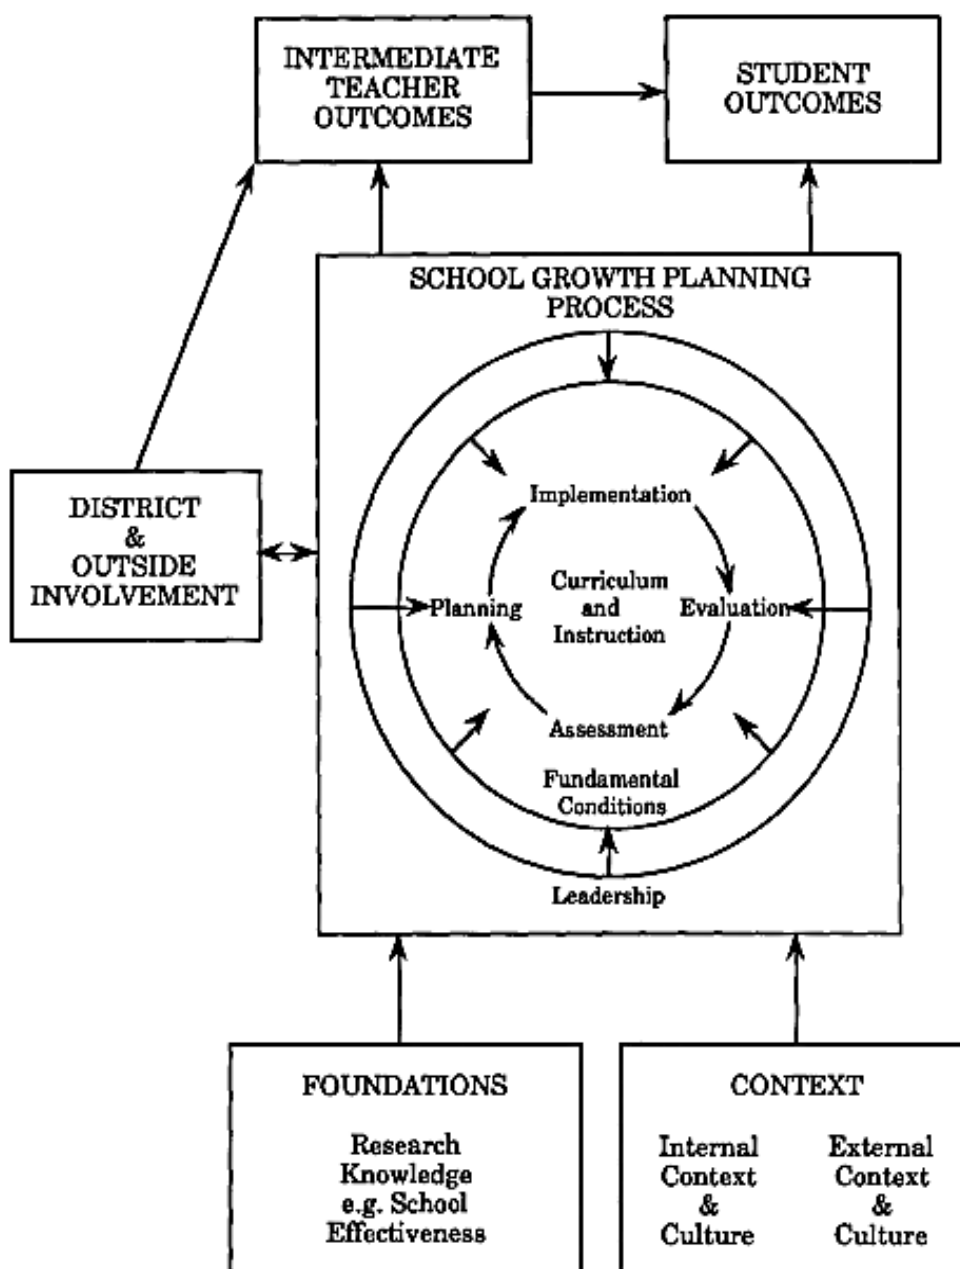 INTERMEDIATE
TEACHER
OUTCOMES
STUDENT
OUTCOMES
SCHOOL GROWTH PLANNING
PROCESS
DISTRICT
&
OUTSIDE
INVOLVEMENT
Implementation
Planning
Curriculum
and
Instruction
Evaluation
Assessment
Fundamental
Conditions
Leadership
FOUNDATIONS
Research
Knowledge
e.g. School
Effectiveness
CONTEXT
Internal
Context
&
Culture
External
Context
&
Culture